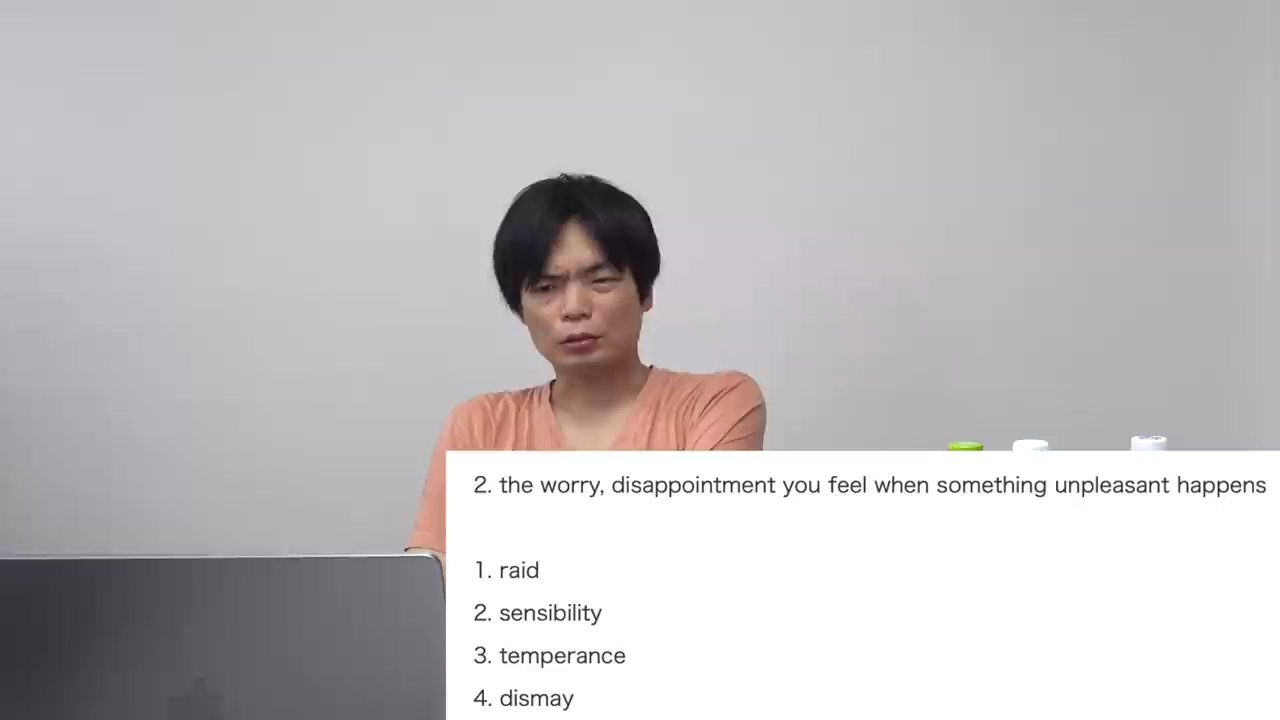 2. the worry, disappointment you feel when something unpleasant happens
1. raid
2. sensibility
3. temperance
4. dismay